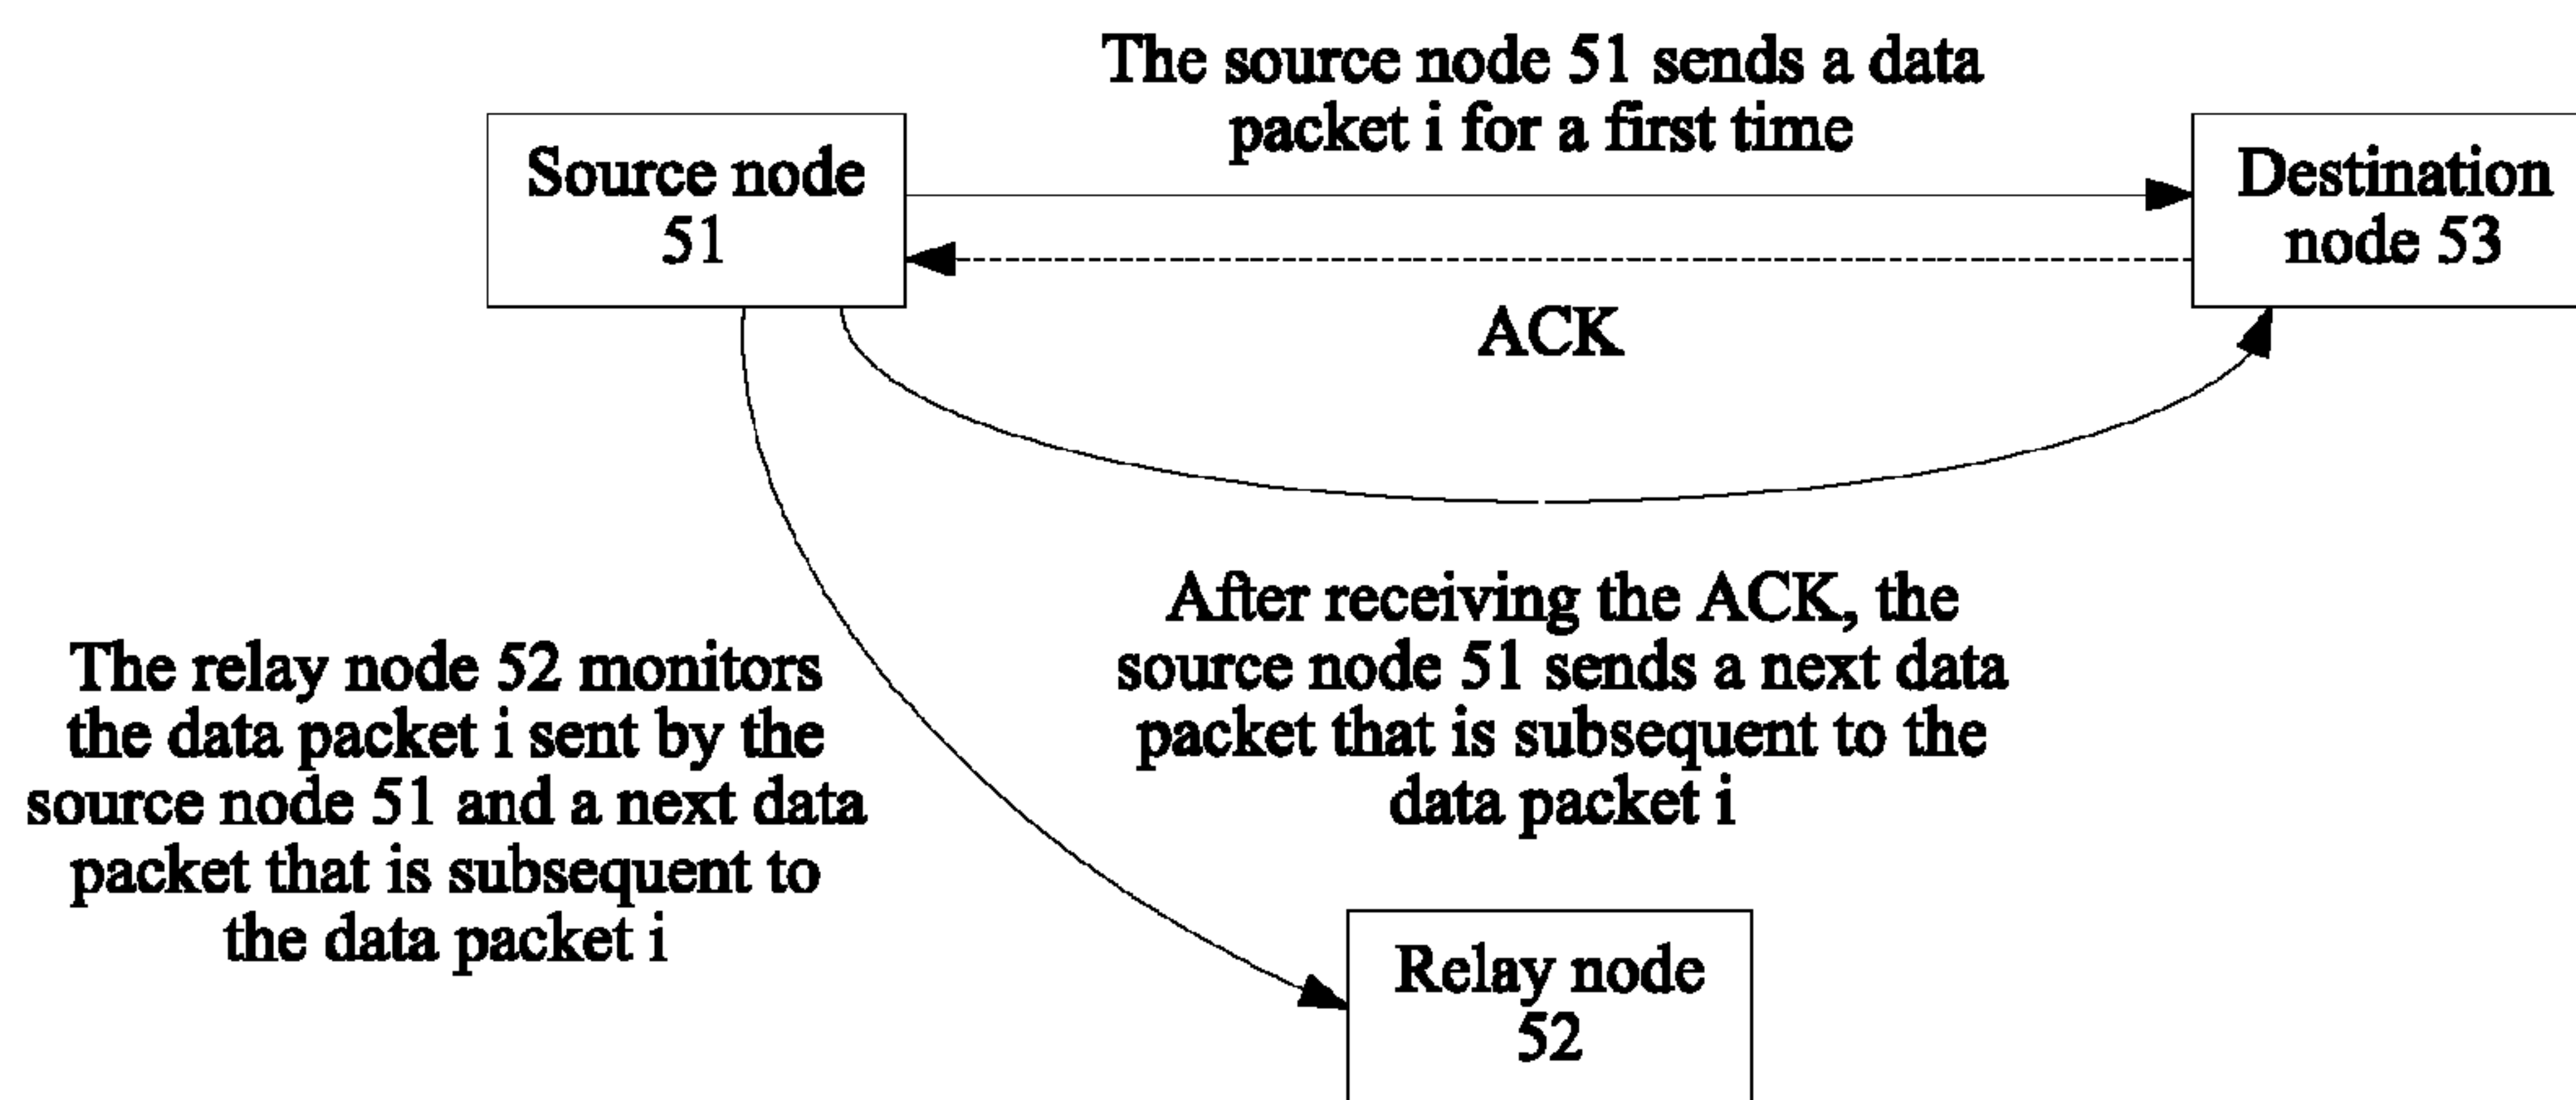 The source node 51 sends a data
packet i for a first time
Source node
51
Destination
node 53
ACK
After receiving the ACK, the
source node 51 sends a next data
packet that is subsequent to the
data packet i
The relay node 52 monitors
the data packet i sent by the
source node 51 and a next data
packet that is subsequent to
the data packet i
Relay node
52